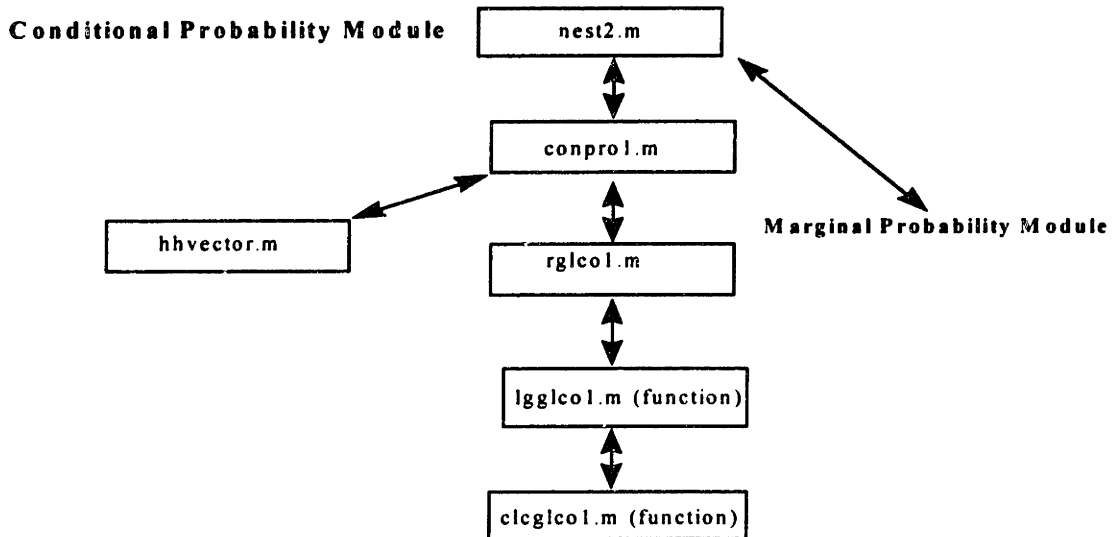 Conditional Probability Module
nest2.m
conpro1.m
hhvector.m
Marginal Probability Module
rglco1.m
lgglco1.m (function)
clcglco1.m (function)